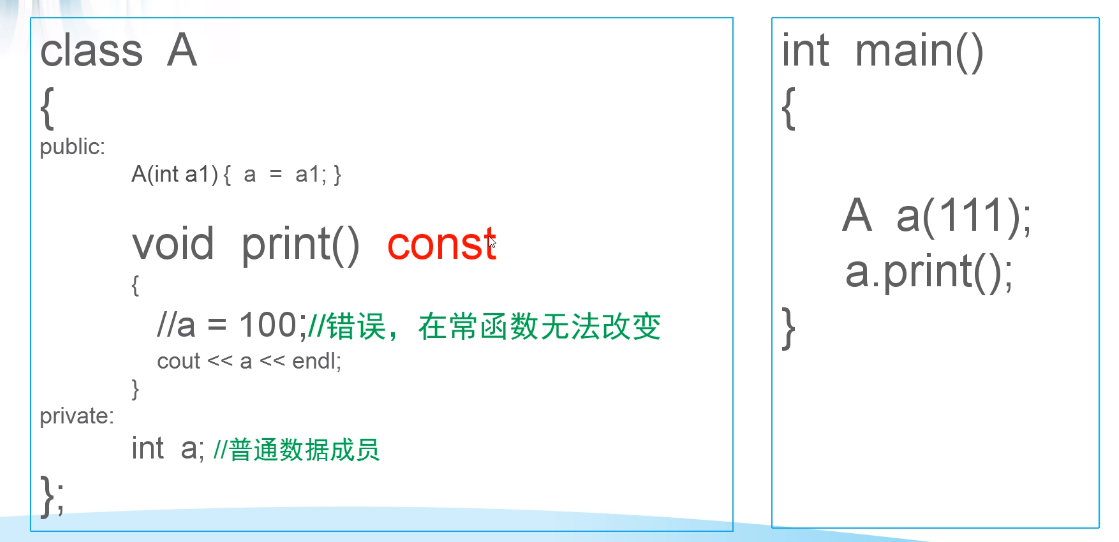 class  A
{
public:
A(int a1) {  a  =  a1; }
void  print()  const
{
//a = 100;//错误，在常函数无法改变
cout << a << endl;
}
private:
int  a; //普通数据成员
};
int  main()
{
A  a(111);
a.print();
}